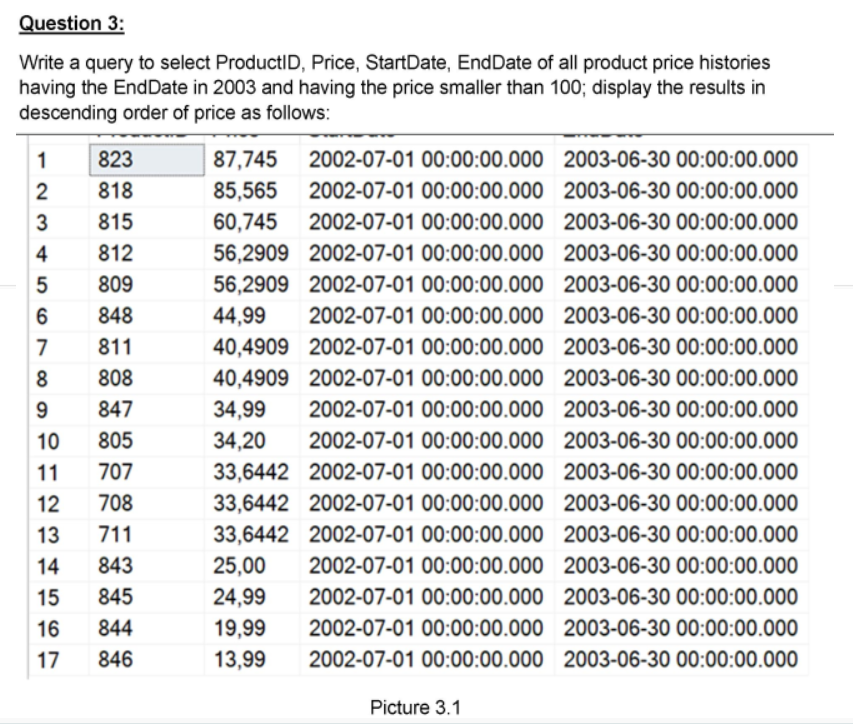 Question 3:
Write a query to select ProductID, Price, StartDate, EndDate of all product price histories
having the EndDate in 2003 and having the price smaller than 100; display the results in
descending order of price as follows:
1 823 87,745 2002-07-01 00:00:00.000 2003-06-30 00:00:00.000
2 818 85,565 2002-07-01 00:00:00.000 2003-06-30 00:00:00.000
3 815 60,745 2002-07-01 00:00:00.000 2003-06-30 00:00:00.000
4 812 56,2909 2002-07-01 00:00:00.000 2003-06-30 00:00:00.000
5 809 56,2909 2002-07-01 00:00:00.000 2003-06-30 00:00:00.000
6 848 44,99 2002-07-01 00:00:00.000 2003-06-30 00:00:00.000
7 811 40,4909 2002-07-01 00:00:00.000 2003-06-30 00:00:00.000
8 808 40,4909 2002-07-01 00:00:00.000 2003-06-30 00:00:00.000
9 847 34,99 2002-07-01 00:00:00.000 2003-06-30 00:00:00.000
10 805 34,20 2002-07-01 00:00:00.000 2003-06-30 00:00:00.000
11 707 33,6442 2002-07-01 00:00:00.000 2003-06-30 00:00:00.000
12 708 33,6442 2002-07-01 00:00:00.000 2003-06-30 00:00:00.000
13 711 33,6442 2002-07-01 00:00:00.000 2003-06-30 00:00:00.000
14 843 25,00 2002-07-01 00:00:00.000 2003-06-30 00:00:00.000
15 845 24,99 2002-07-01 00:00:00.000 2003-06-30 00:00:00.000
16 844 19,99 2002-07-01 00:00:00.000 2003-06-30 00:00:00.000
17 846 13,99 2002-07-01 00:00:00.000 2003-06-30 00:00:00.000
Picture 3.1